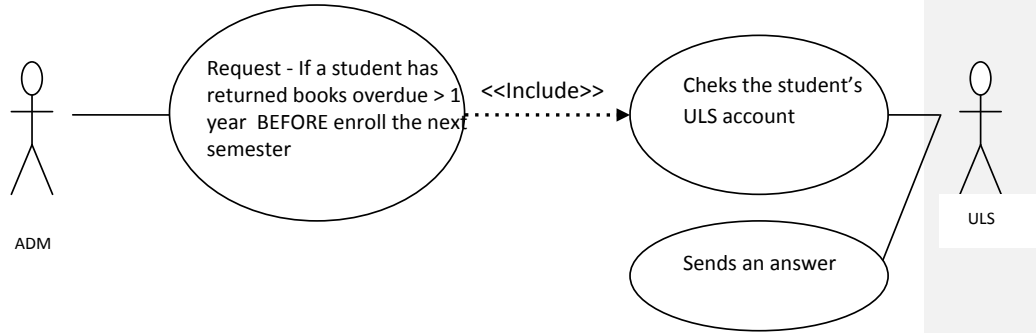 Request - If a student has
returned books overdue > 1
year BEFORE enroll the next
semester
<<Include>>
Cheks the student’s
ULS account
Sends an answer
ADM
ULS